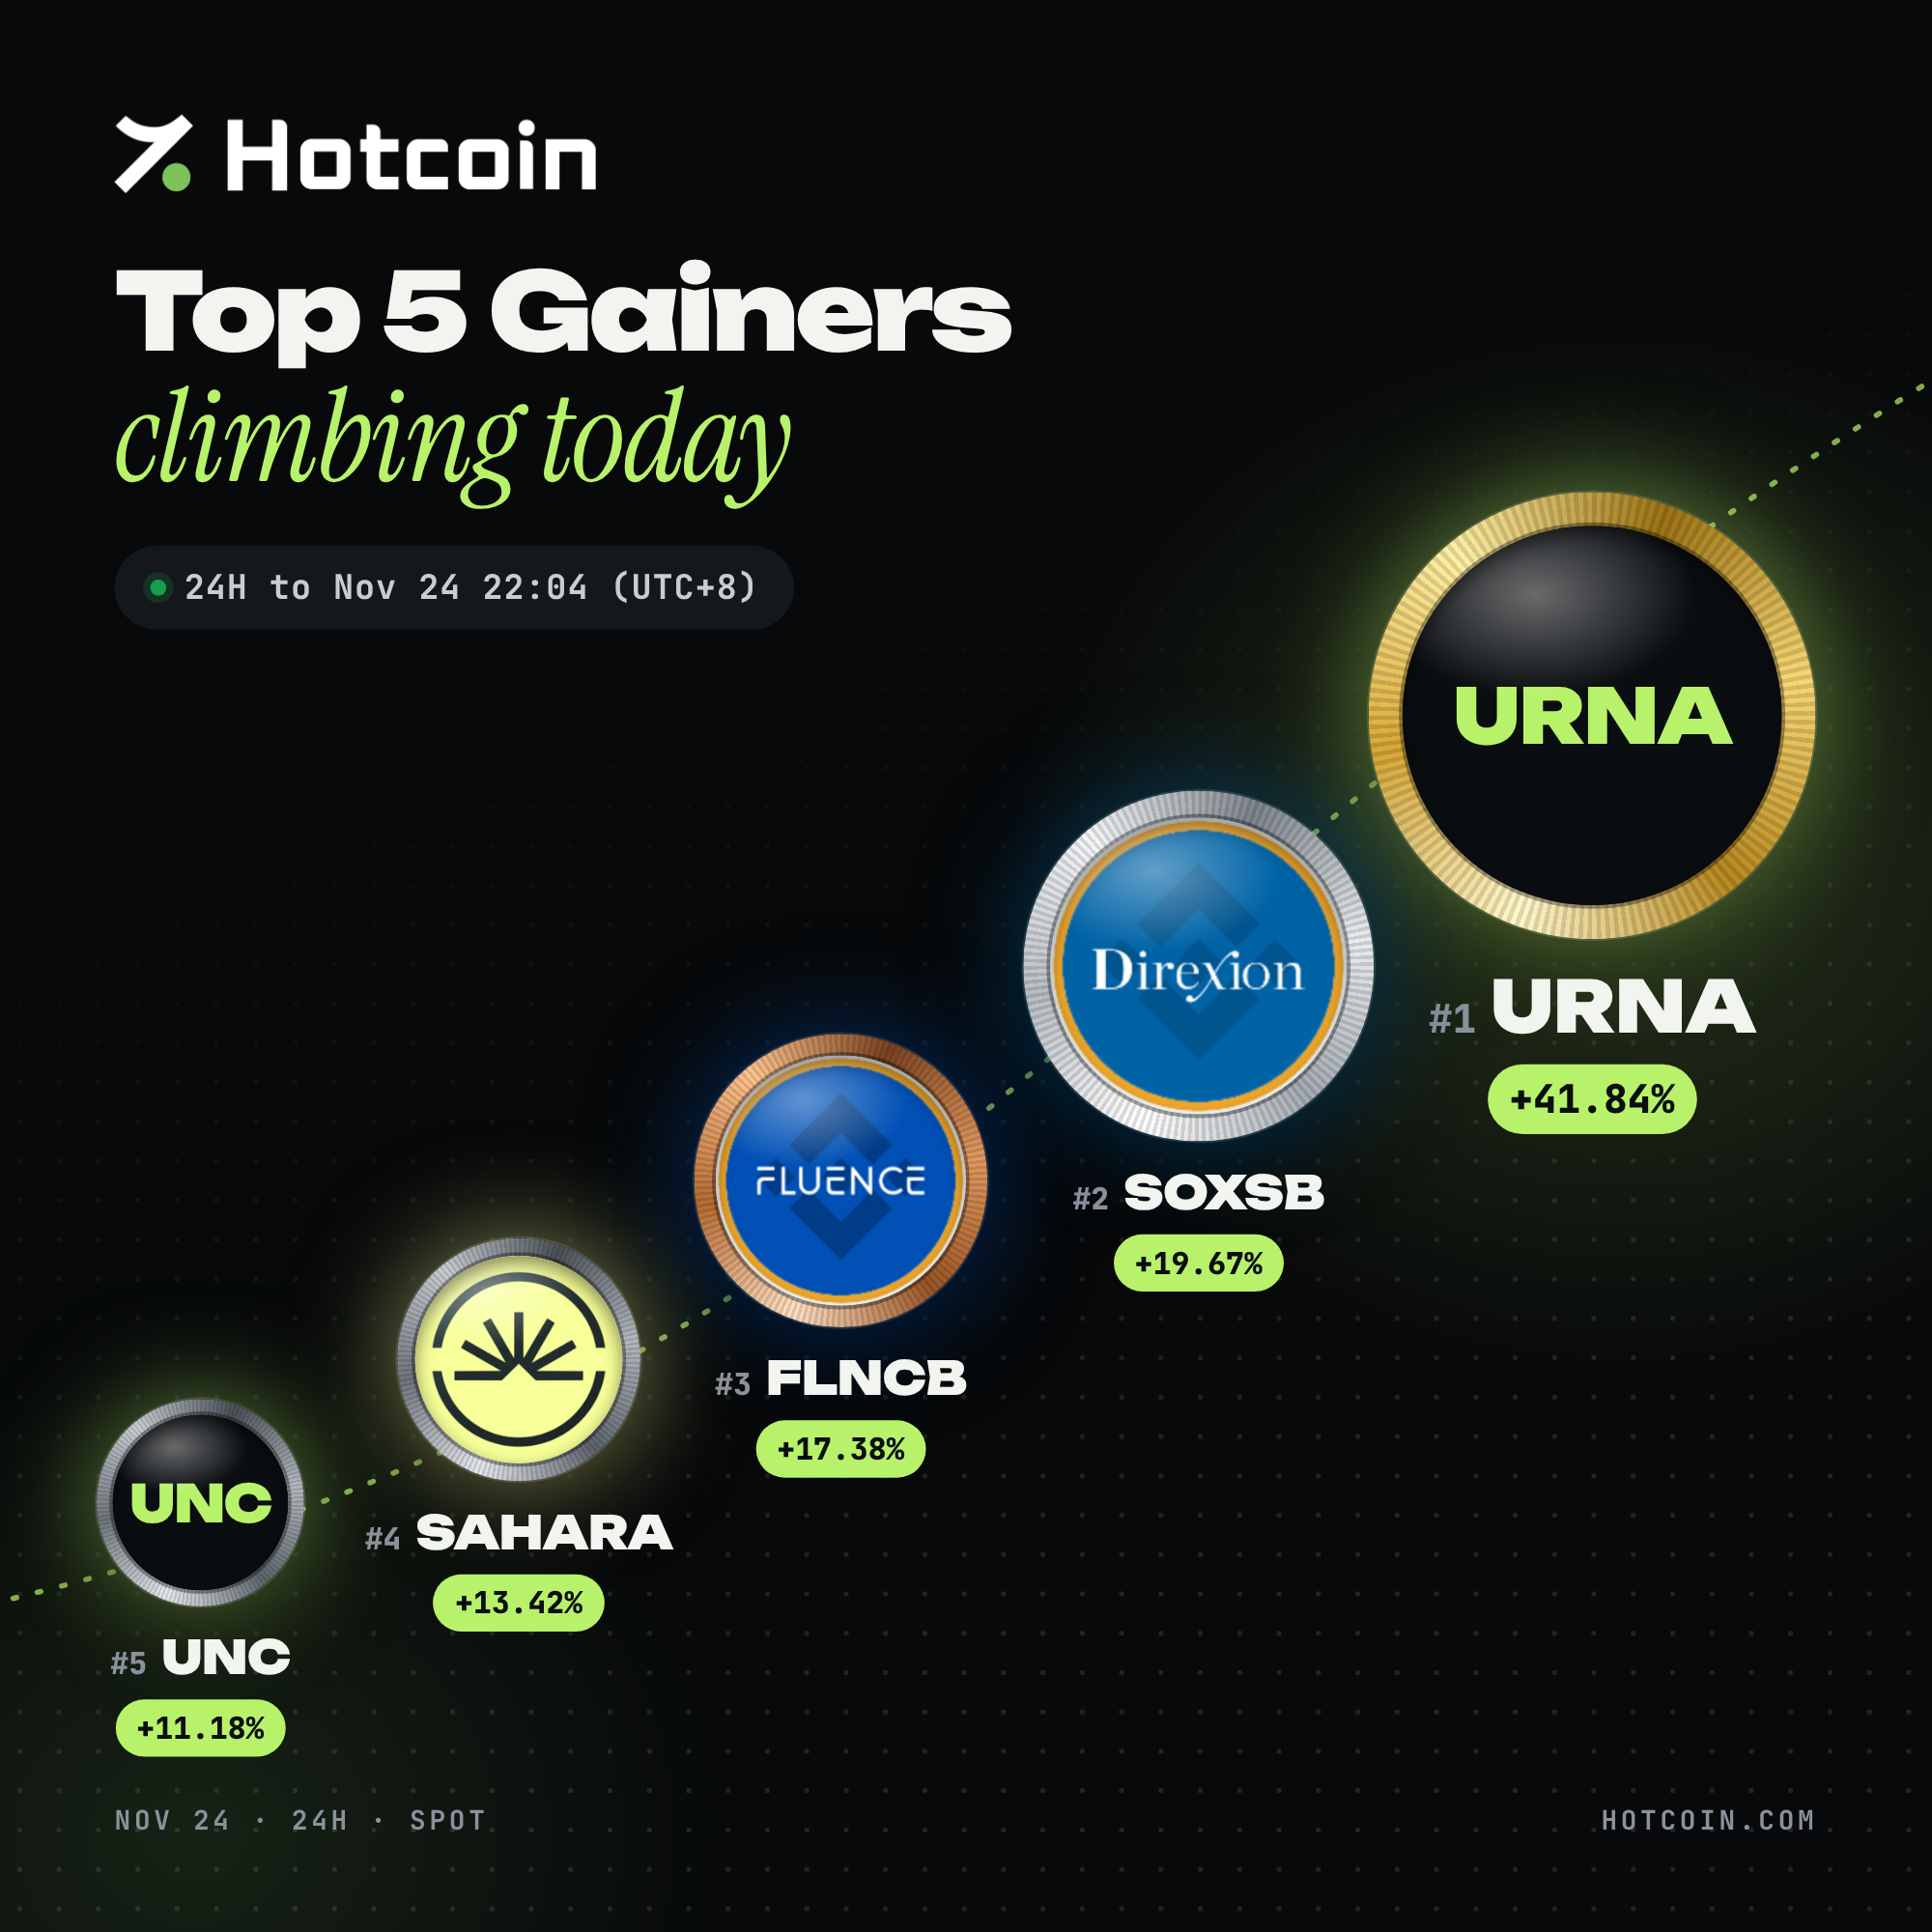 Hotcoin
Top 5 Gainers
climbing today
24H to Nov 24 22:04 (UTC+8)
URNA
#1 URNA
+41.84%
Direxion
#2 SOXSB
+19.67%
FLUENCE
#3 FLNCB
+17.38%
#4 SAHARA
+13.42%
UNC
#5 UNC
+11.18%
NOV 24 · 24H · SPOT
HOTCOIN.COM